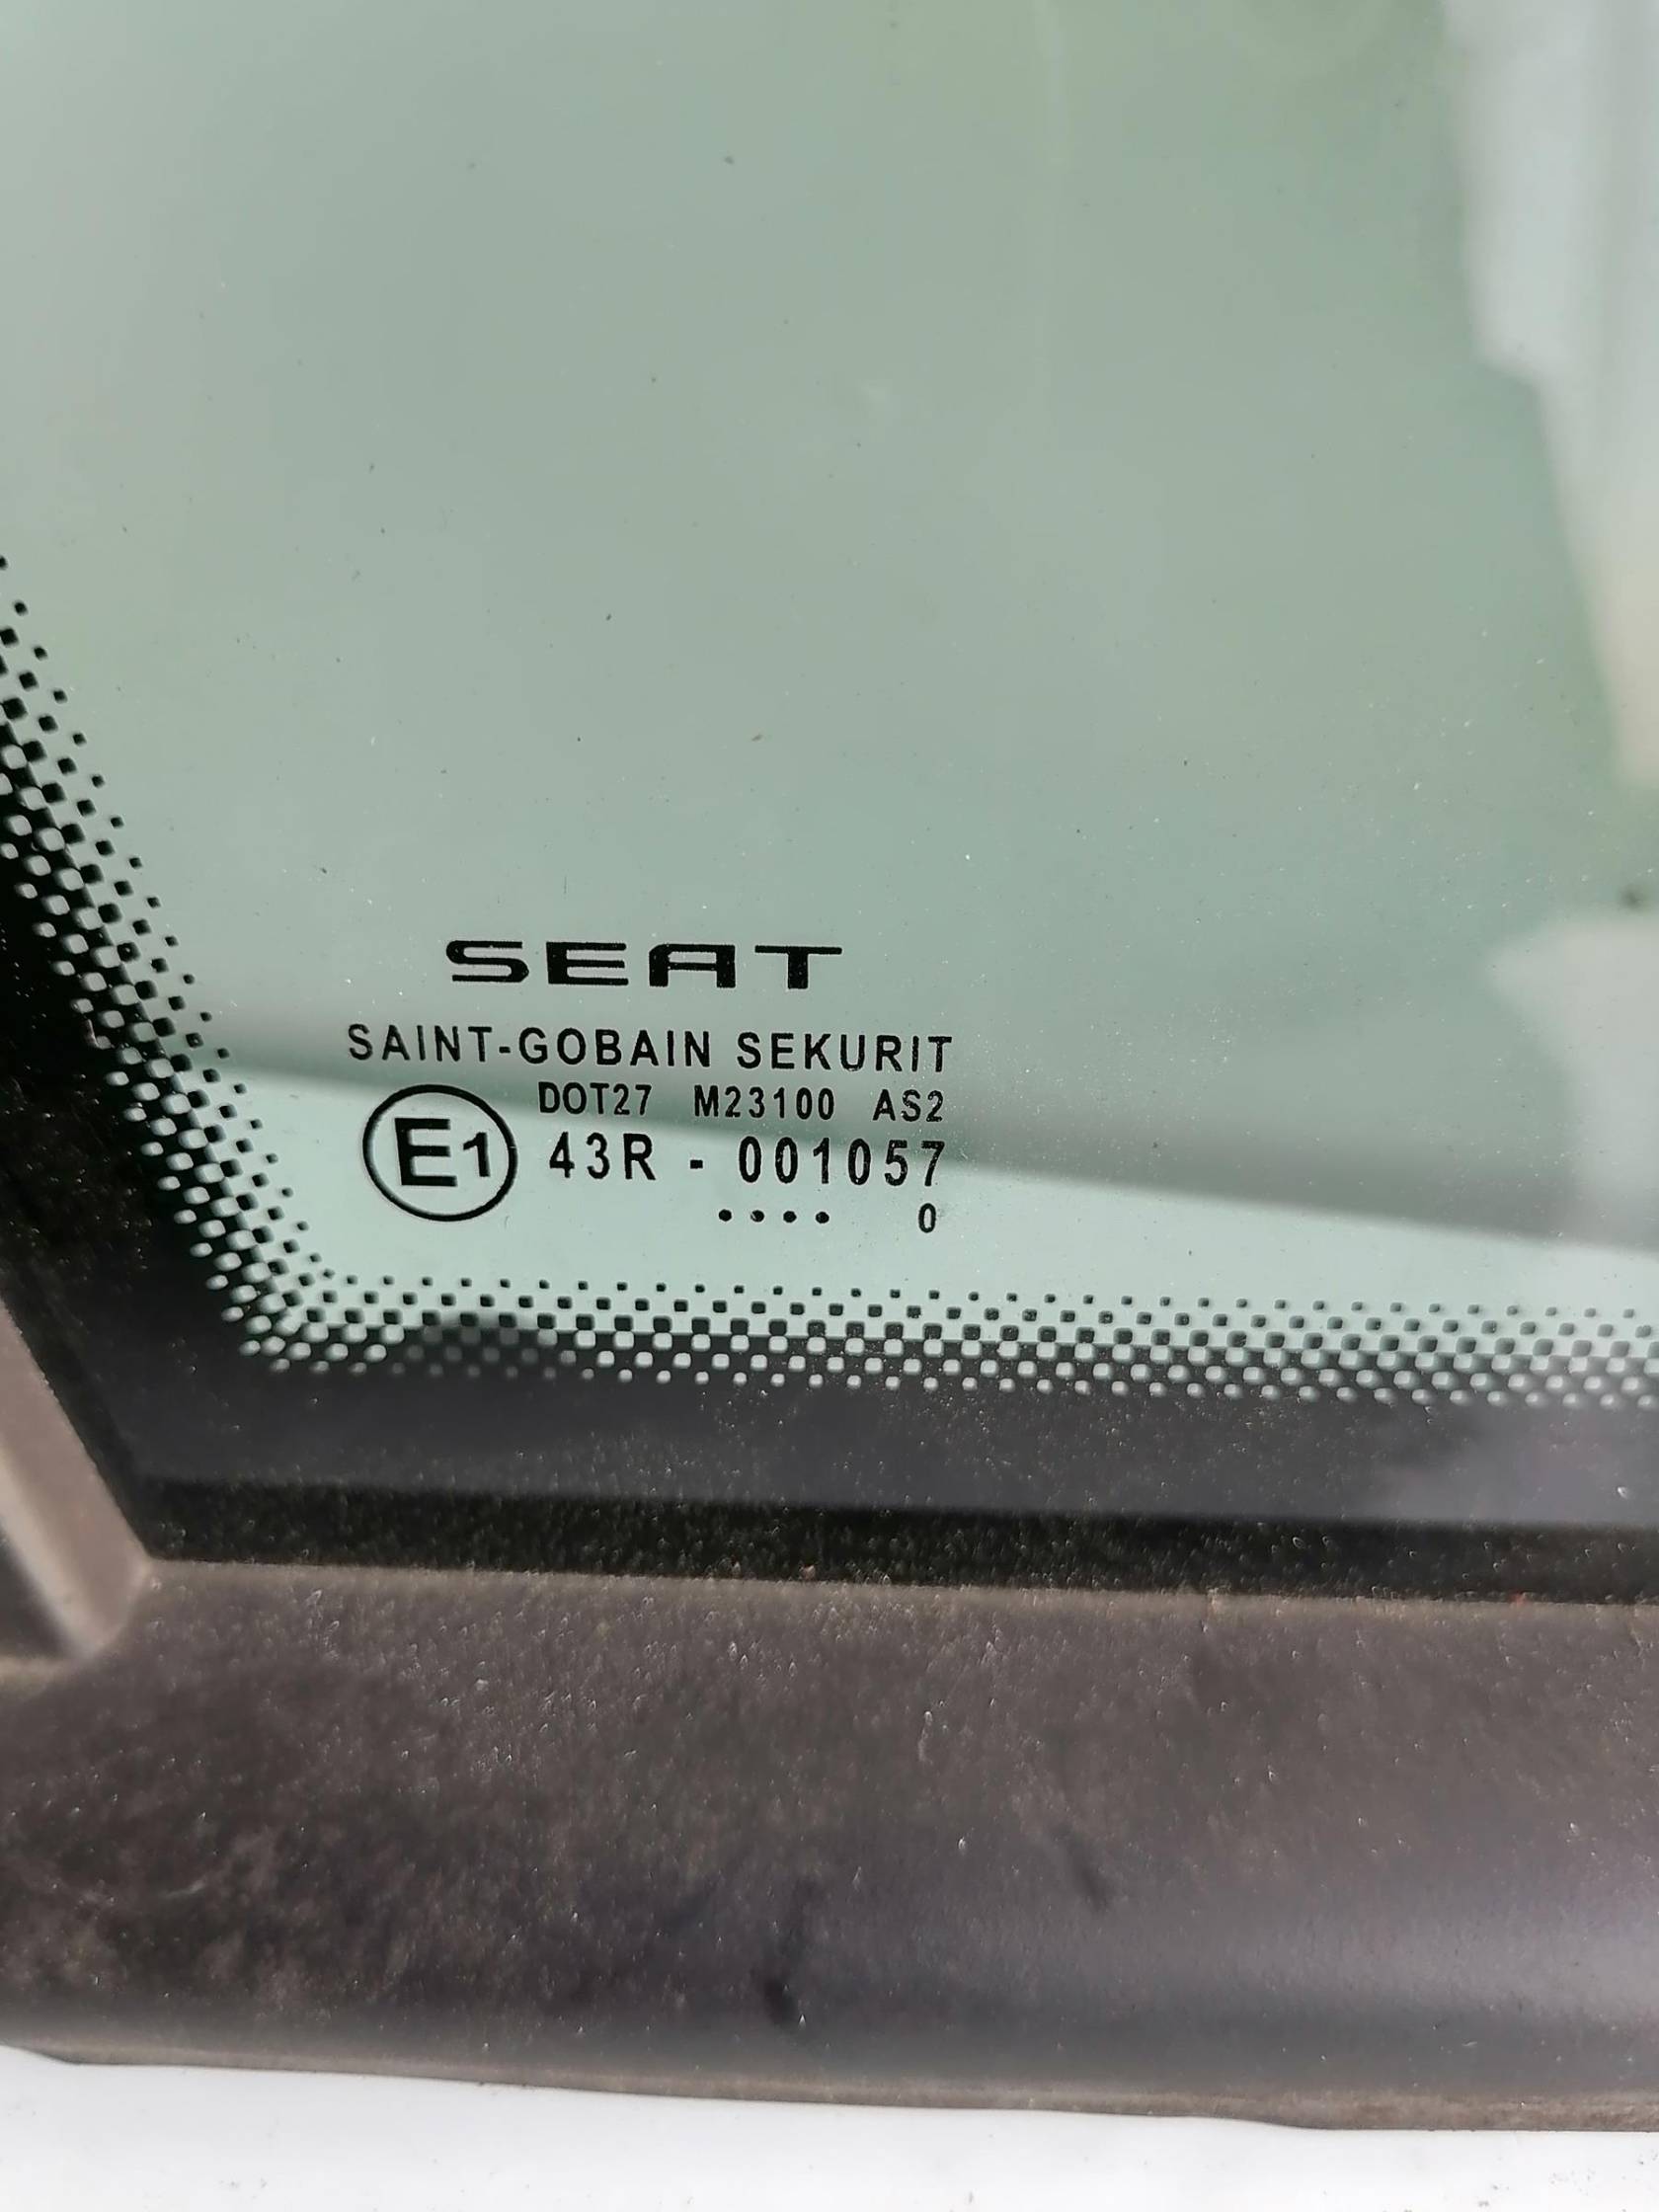 SEAT
SAINT-GOBAIN SEKURIT
DOT27 M23100 AS2
E1 43R - 001057
.... 0